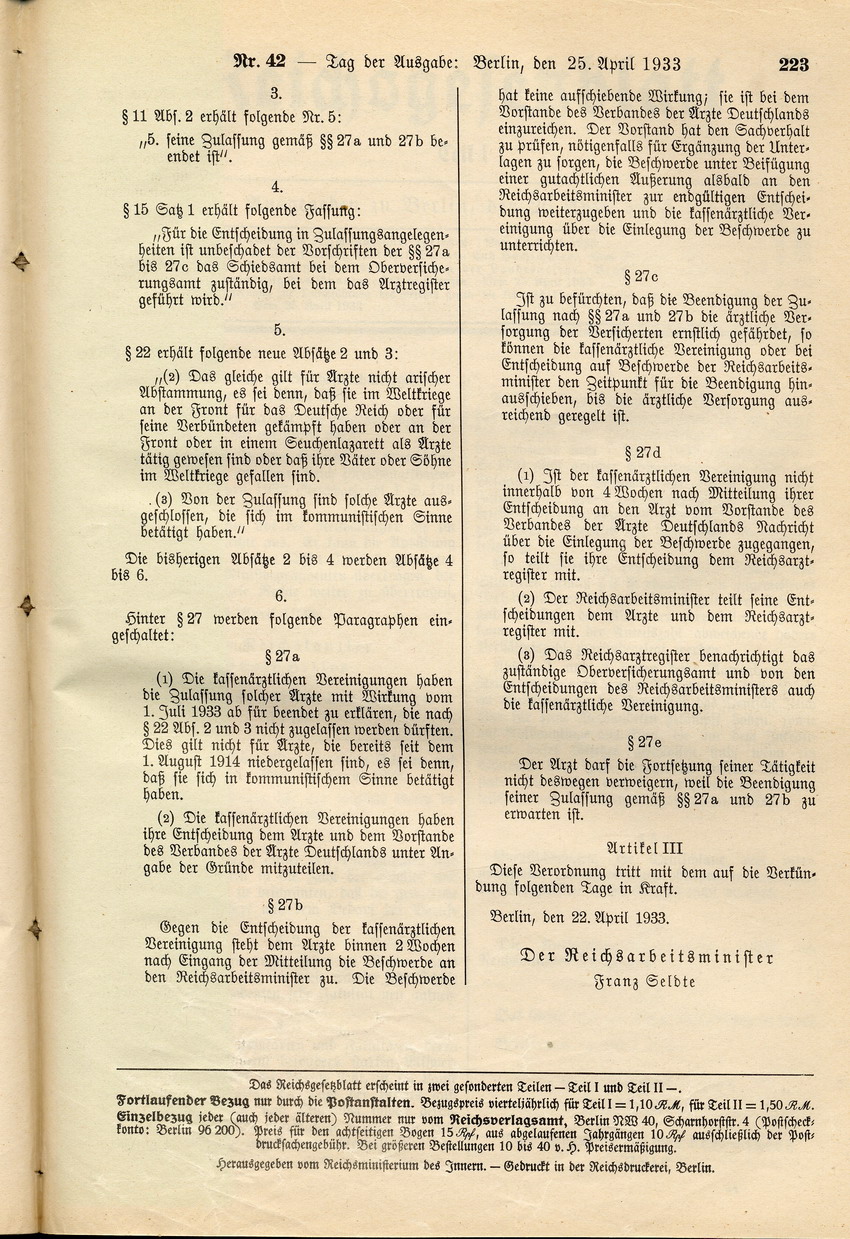 Nr. 42 — Tag der Ausgabe: Berlin, den 25. April 1933 223
3.
§ 11 Abs. 2 erhält folgende Nr. 5:
„5. seine Zulassung gemäß §§ 27a und 27b be-
endet ist“.
4.
§ 15 Satz 1 erhält folgende Fassung:
„Für die Entscheidung in Zulassungsangelegen-
heiten ist unbeschadet der Vorschriften der §§ 27a
bis 27c das Schiedsamt bei dem Oberversiche-
rungsamt zuständig, bei dem das Arztregister
geführt wird.“
5.
§ 22 erhält folgende neue Absätze 2 und 3:
„(2) Das gleiche gilt für Ärzte nicht arischer
Abstammung, es sei denn, daß sie im Weltkriege
an der Front für das Deutsche Reich oder für
seine Verbündeten gekämpft haben oder an der
Front oder in einem Seuchenlazarett als Ärzte
tätig gewesen sind oder daß ihre Väter oder Söhne
im Weltkriege gefallen sind.
(3) Von der Zulassung sind solche Ärzte aus-
geschlossen, die sich im kommunistischen Sinne
betätigt haben.“
Die bisherigen Absätze 2 bis 4 werden Absätze 4
bis 6.
6.
Hinter § 27 werden folgende Paragraphen ein-
geschaltet:
§ 27a
(1) Die kassenärztlichen Vereinigungen haben
die Zulassung solcher Ärzte mit Wirkung vom
1. Juli 1933 ab für beendet zu erklären, die nach
§ 22 Abs. 2 und 3 nicht zugelassen werden dürften.
Dies gilt nicht für Ärzte, die bereits seit dem
1. August 1914 niedergelassen sind, es sei denn,
daß sie sich in kommunistischem Sinne betätigt
haben.
(2) Die kassenärztlichen Vereinigungen haben
ihre Entscheidung dem Arzte und dem Vorstande
des Verbandes der Ärzte Deutschlands unter An-
gabe der Gründe mitzuteilen.
§ 27b
Gegen die Entscheidung der kassenärztlichen
Vereinigung steht dem Arzte binnen 2 Wochen
nach Eingang der Mitteilung die Beschwerde an
den Reichsarbeitsminister zu. Die Beschwerde
hat keine aufschiebende Wirkung; sie ist bei dem
Vorstande des Verbandes der Ärzte Deutschlands
einzureichen. Der Vorstand hat den Sachverhalt
zu prüfen, nötigenfalls für Ergänzung der Unter-
lagen zu sorgen, die Beschwerde unter Beifügung
einer gutachtlichen Äußerung alsbald an den
Reichsarbeitsminister zur endgültigen Entschei-
dung weiterzugeben und die kassenärztliche Ver-
einigung über die Einlegung der Beschwerde zu
unterrichten.
§ 27c
Ist zu befürchten, daß die Beendigung der Zu-
lassung nach §§ 27a und 27b die ärztliche Ver-
sorgung der Versicherten ernstlich gefährdet, so
können die kassenärztliche Vereinigung oder bei
Entscheidung auf Beschwerde der Reichsarbeits-
minister den Zeitpunkt für die Beendigung hin-
ausschieben, bis die ärztliche Versorgung aus-
reichend geregelt ist.
§ 27d
(1) Ist der kassenärztlichen Vereinigung nicht
innerhalb von 4 Wochen nach Mitteilung ihrer
Entscheidung an den Arzt vom Vorstande des
Verbandes der Ärzte Deutschlands Nachricht
über die Einlegung der Beschwerde zugegangen,
so teilt sie ihre Entscheidung dem Reichsarzt-
register mit.
(2) Der Reichsarbeitsminister teilt seine Ent-
scheidungen dem Arzte und dem Reichsarzt-
register mit.
(3) Das Reichsarztregister benachrichtigt das
zuständige Oberversicherungsamt und von den
Entscheidungen des Reichsarbeitsministers auch
die kassenärztliche Vereinigung.
§ 27e
Der Arzt darf die Fortsetzung seiner Tätigkeit
nicht deswegen verweigern, weil die Beendigung
seiner Zulassung gemäß §§ 27a und 27b zu
erwarten ist.
Artikel III
Diese Verordnung tritt mit dem auf die Verkün-
dung folgenden Tage in Kraft.
Berlin, den 22. April 1933.
Der Reichsarbeitsminister
Franz Seldte
Das Reichsgesetzblatt erscheint in zwei gesonderten Teilen — Teil I und Teil II —.
Fortlaufender Bezug nur durch die Postanstalten. Bezugspreis vierteljährlich für Teil I = 1,10 RM, für Teil II = 1,50 RM.
Einzelbezug jeder (auch jeder älteren) Nummer nur vom Reichsverlagsamt, Berlin NW 40, Scharnhorststr. 4 (Postscheck-
konto: Berlin 96 200). Preis für den achtseitigen Bogen 15 Rpf, aus abgelaufenen Jahrgängen 10 Rpf ausschließlich der Post-
drucksachengebühr. Bei größeren Bestellungen 10 bis 40 v. H. Preisermäßigung.
Herausgegeben vom Reichsministerium des Innern. — Gedruckt in der Reichsdruckerei, Berlin.